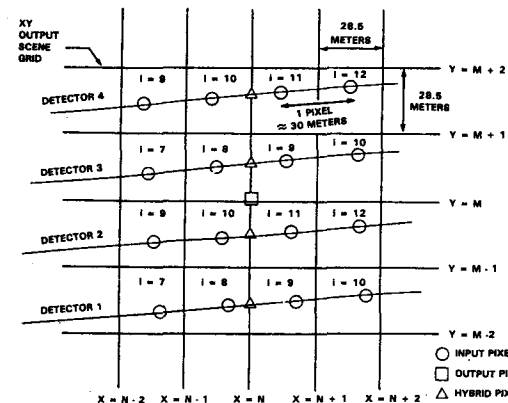 XY
OUTPUT
SCENE
GRID
28.5
METERS
Y = M + 2
i = 9 i = 10 i = 11 i = 12
DETECTOR 4
1 PIXEL
≈ 30 METERS
28.5
METERS
Y = M + 1
i = 7 i = 8 i = 9 i = 10
DETECTOR 3
Y = M
i = 9 i = 10 i = 11 i = 12
DETECTOR 2
Y = M - 1
i = 7 i = 8 i = 9 i = 10
DETECTOR 1
Y = M - 2
INPUT PIXE
OUTPUT PI
HYBRID PIX
X = N - 2 X = N - 1 X = N X = N + 1 X = N + 2